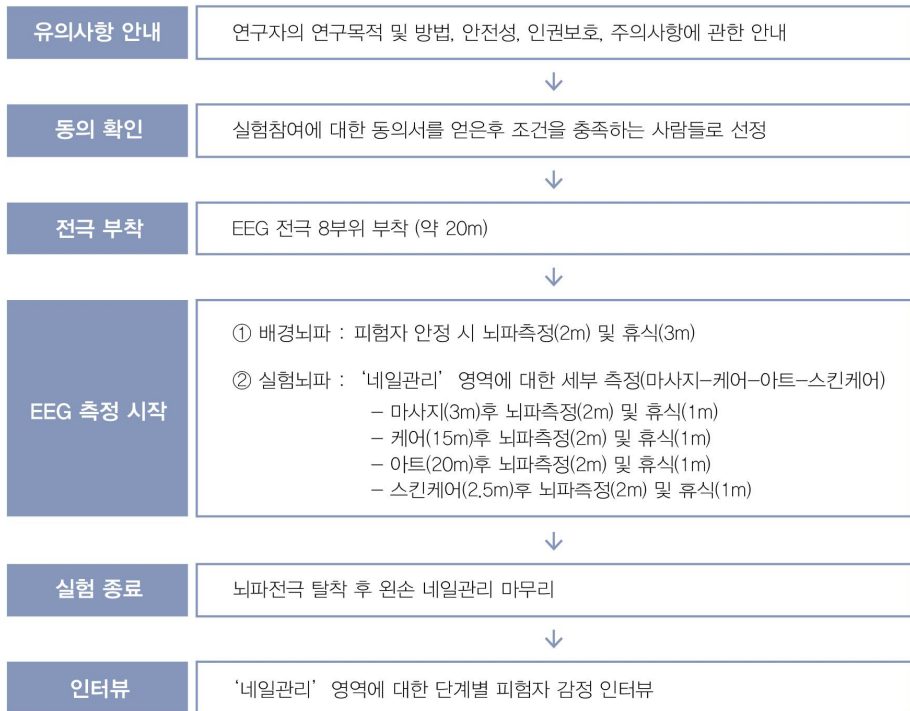 유의사항 안내
연구자의 연구목적 및 방법, 안전성, 인권보호, 주의사항에 관한 안내
↓
동의 확인
실험참여에 대한 동의서를 얻은후 조건을 충족하는 사람들로 선정
↓
전극 부착
EEG 전극 8부위 부착 (약 20m)
↓
EEG 측정 시작
① 배경뇌파 : 피험자 안정 시 뇌파측정(2m) 및 휴식(3m)
② 실험뇌파 : ‘네일관리’ 영역에 대한 세부 측정(마사지-케어-아트-스킨케어)
- 마사지(3m)후 뇌파측정(2m) 및 휴식(1m)
- 케어(15m)후 뇌파측정(2m) 및 휴식(1m)
- 아트(20m)후 뇌파측정(2m) 및 휴식(1m)
- 스킨케어(2.5m)후 뇌파측정(2m) 및 휴식(1m)
↓
실험 종료
뇌파전극 탈착 후 왼손 네일관리 마무리
↓
인터뷰
‘네일관리’ 영역에 대한 단계별 피험자 감정 인터뷰